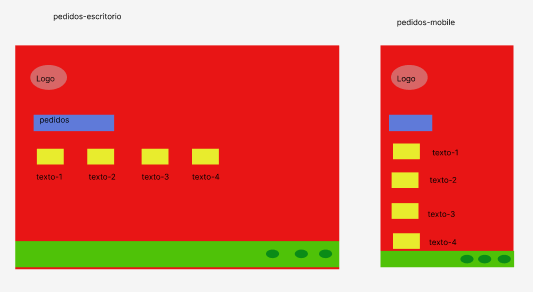 pedidos-escritorio
Logo
pedidos
texto-1
texto-2
texto-3
texto-4
pedidos-mobile
Logo
texto-1
texto-2
texto-3
texto-4